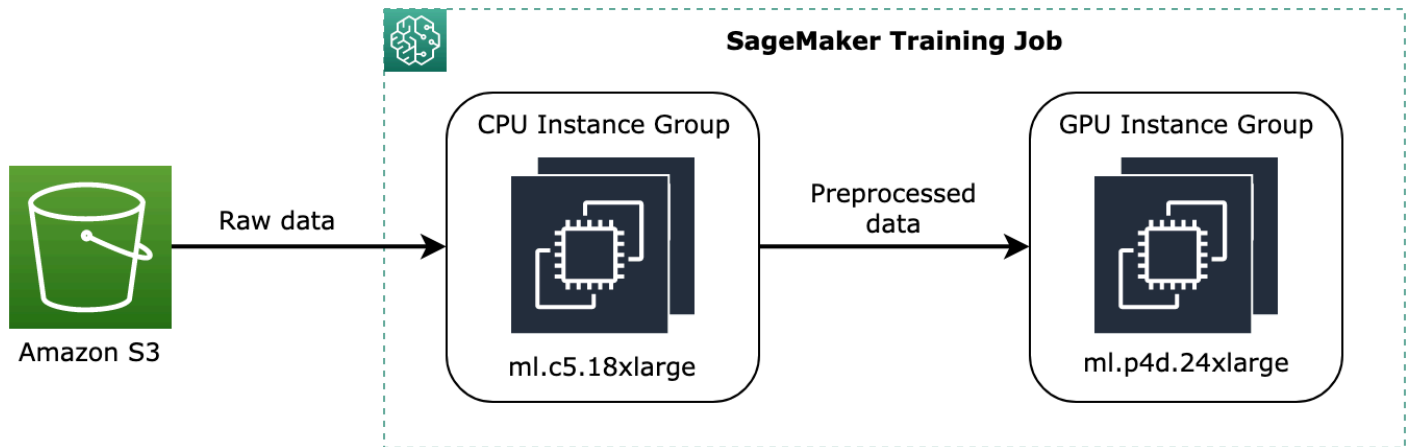 SageMaker Training Job
CPU Instance Group
GPU Instance Group
Raw data
Preprocessed
data
Amazon S3
ml.c5.18xlarge
ml.p4d.24xlarge